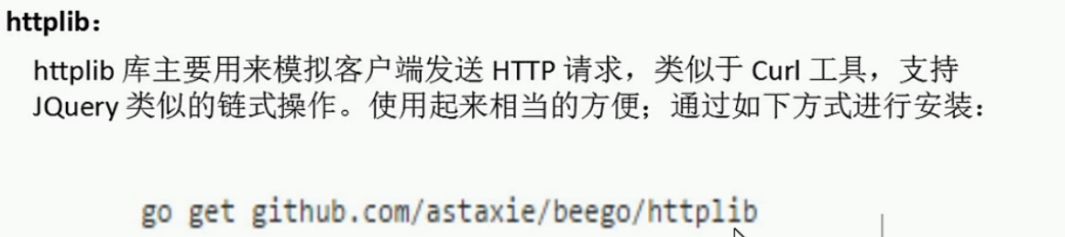 httplib：
httplib 库主要用来模拟客户端发送 HTTP 请求，类似于 Curl 工具，支持
JQuery 类似的链式操作。使用起来相当的方便；通过如下方式进行安装：
go get github.com/astaxie/beego/httplib